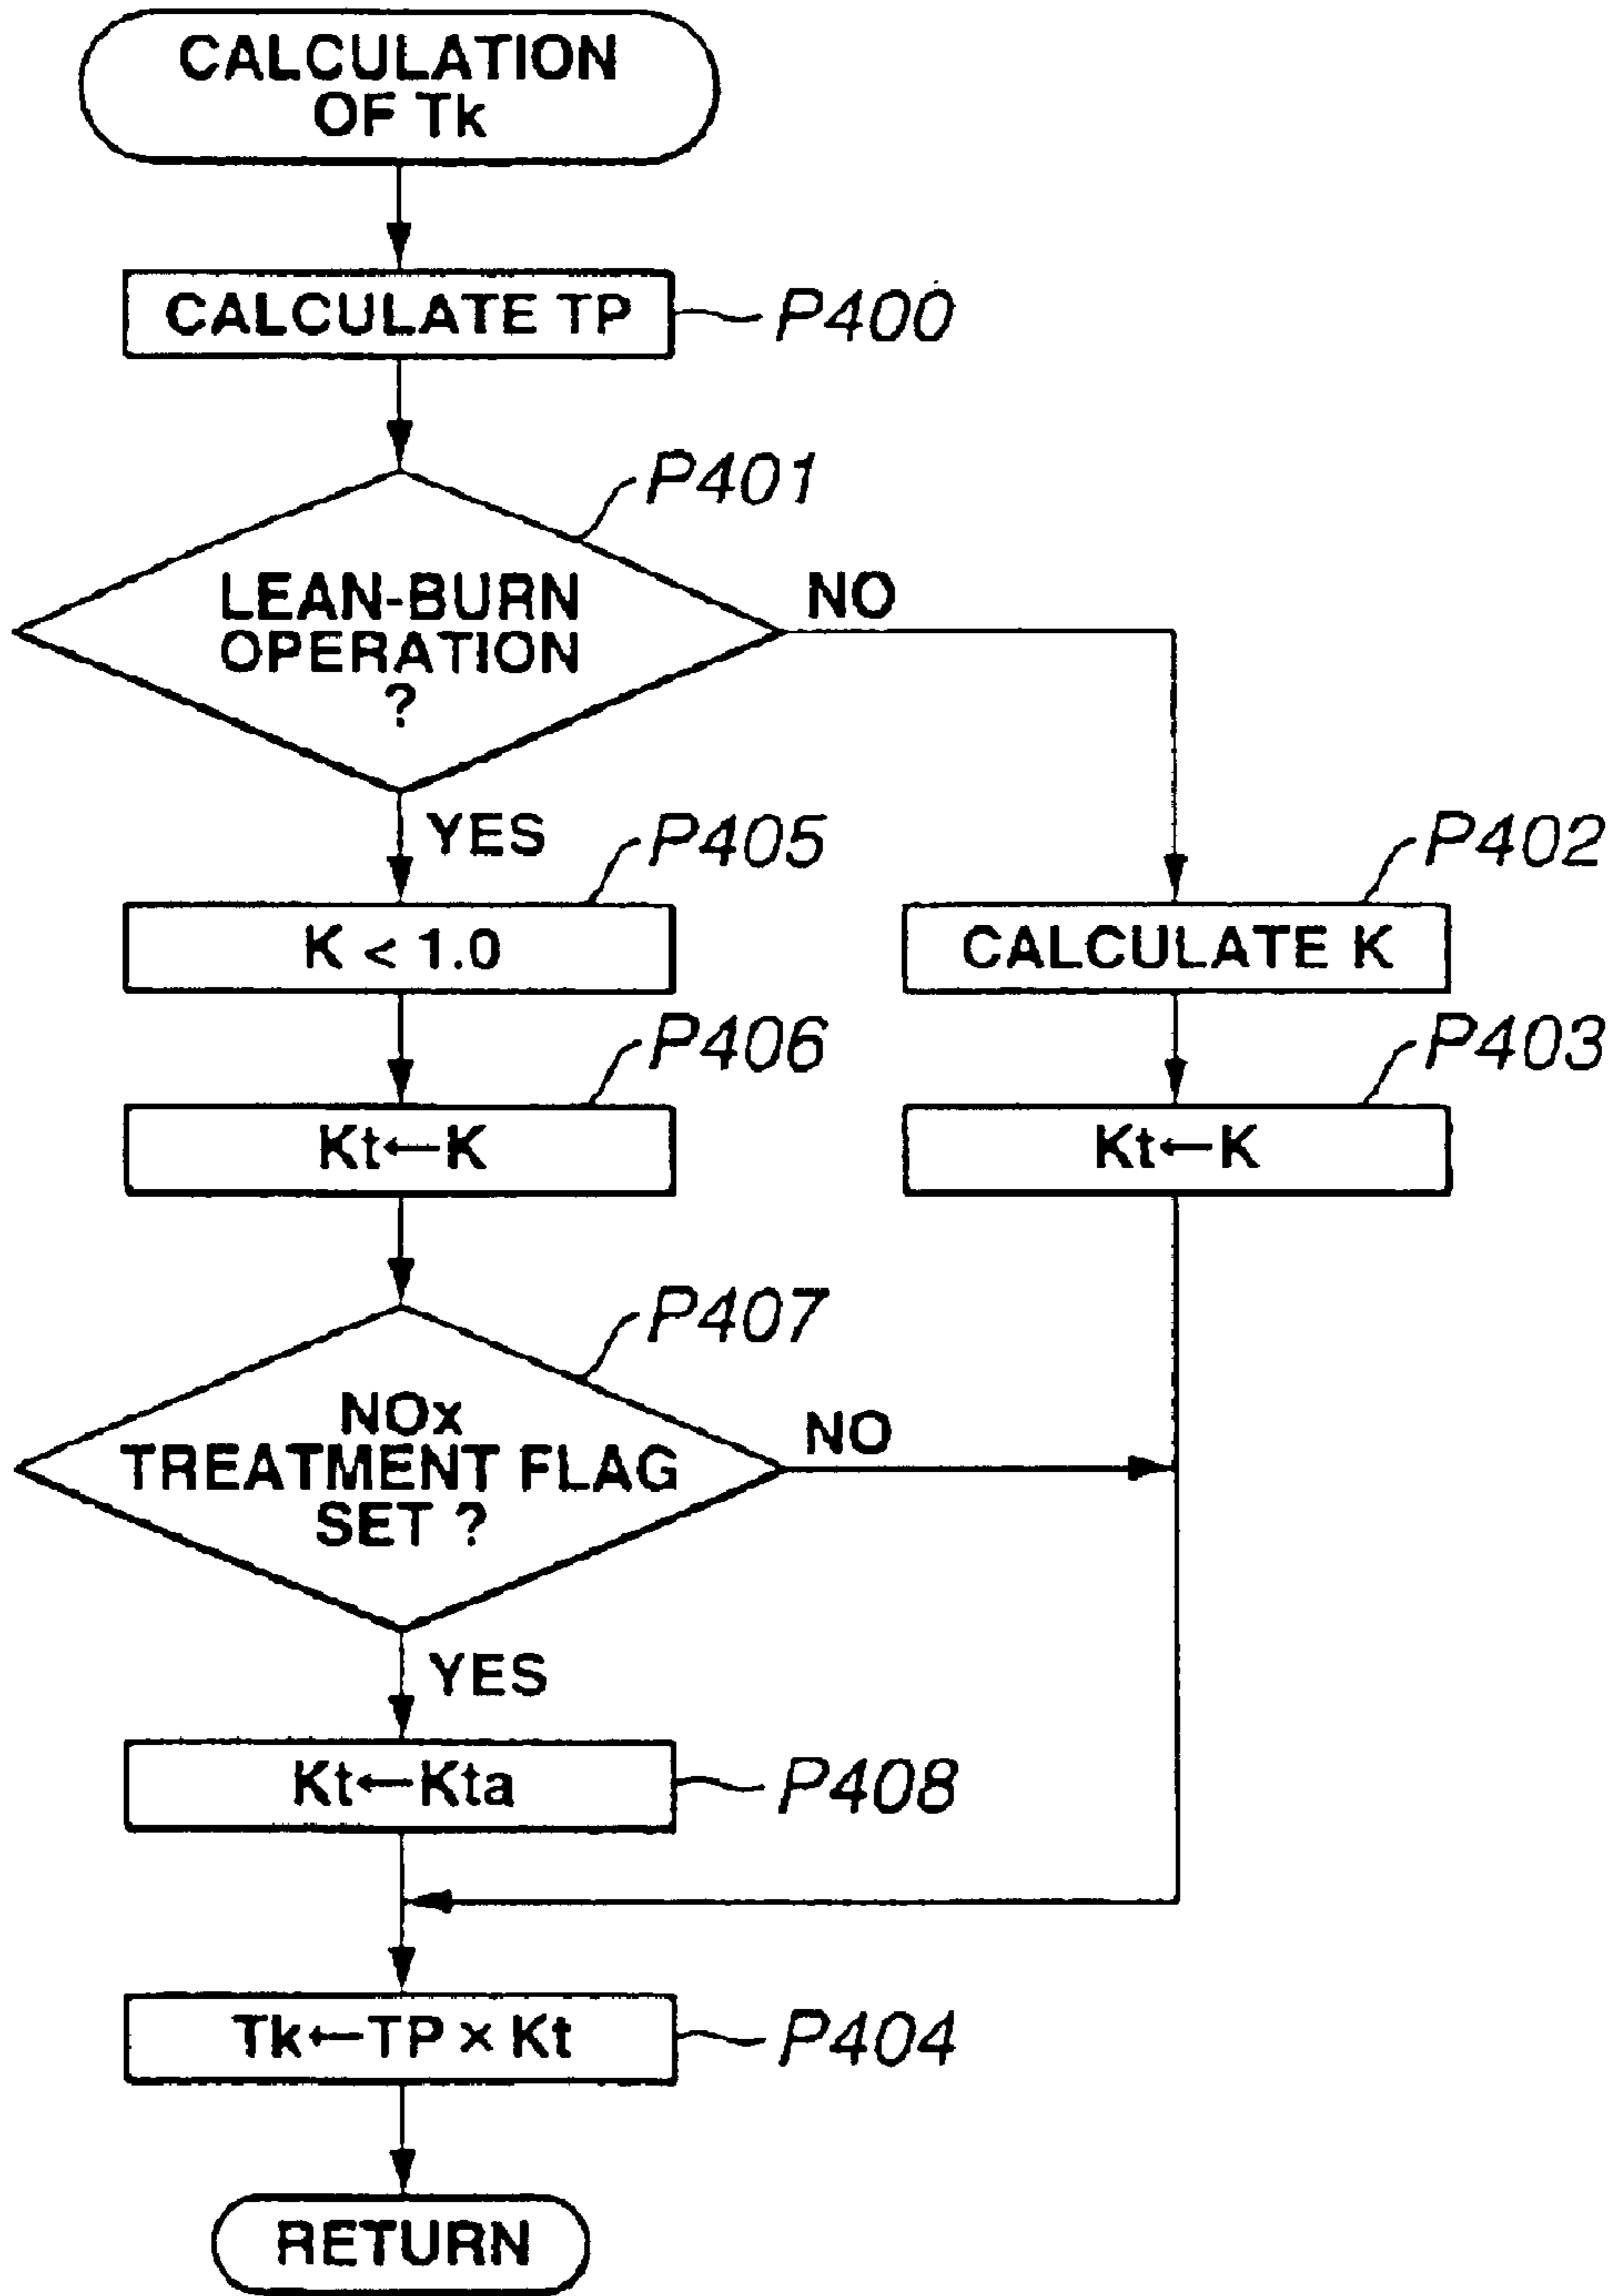 CALCULATION
OF Tk
CALCULATE TP
P400
P401
LEAN-BURN
OPERATION
?
NO
YES
P405
P402
K < 1.0
CALCULATE K
P406
P403
Kt←K
Kt←K
P407
NOx
TREATMENT FLAG
SET ?
NO
YES
Kt←Kta
P408
Tk←TP × Kt
P404
RETURN